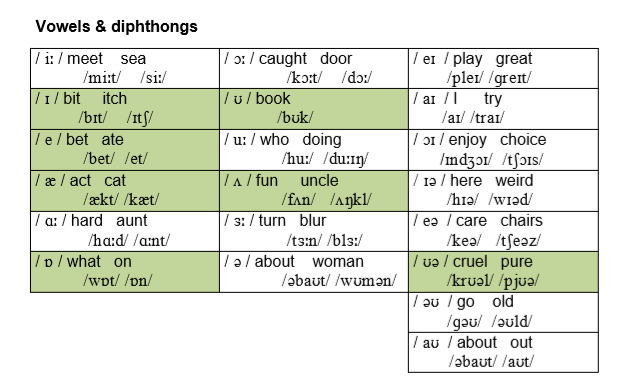 Vowels & diphthongs
/ iː / meet sea
/miːt/ /siː/
/ ɪ / bit itch
/bɪt/ /ɪtʃ/
/ e / bet ate
/bet/ /et/
/ æ / act cat
/ækt/ /kæt/
/ ɑː / hard aunt
/hɑːd/ /ɑːnt/
/ ɒ / what on
/wɒt/ /ɒn/
/ ɔː / caught door
/kɔːt/ /dɔː/
/ ʊ / book
/bʊk/
/ uː / who doing
/huː/ /duːɪŋ/
/ ʌ / fun uncle
/fʌn/ /ʌŋkl/
/ ɜː / turn blur
/tɜːn/ /blɜː/
/ ə / about woman
/əbaʊt/ /wʊmən/
/ eɪ / play great
/pleɪ/ /greɪt/
/ aɪ / I try
/aɪ/ /traɪ/
/ ɔɪ / enjoy choice
/ɪndʒɔɪ/ /tʃɔɪs/
/ ɪə / here weird
/hɪə/ /wɪəd/
/ eə / care chairs
/keə/ /tʃeəz/
/ ʊə / cruel pure
/krʊəl/ /pjʊə/
/ əʊ / go old
/gəʊ/ /əʊld/
/ aʊ / about out
/əbaʊt/ /aʊt/